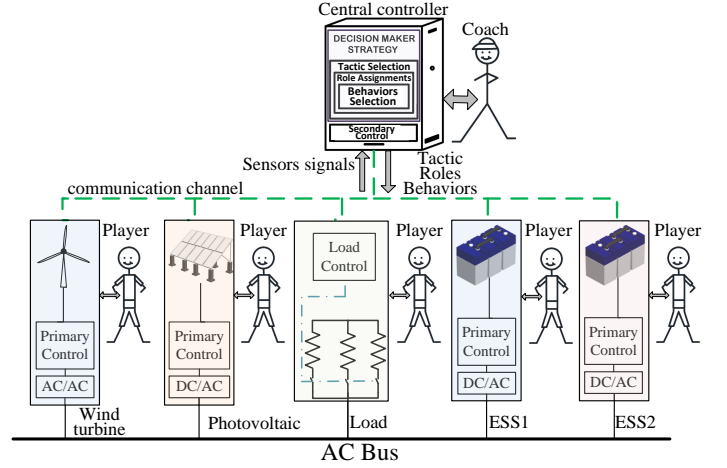 Central controller
DECISION MAKER
STRATEGY
Tactic Selection
Role Assignments
Behaviors
Selection
Secondary
Control
Coach
Sensors signals
Tactic
Roles
Behaviors
communication channel
Player
Player
Player
Player
Player
Load
Control
Primary
Control
AC/AC
Primary
Control
DC/AC
Primary
Control
DC/AC
Primary
Control
DC/AC
Wind
turbine
Photovoltaic
Load
ESS1
ESS2
AC Bus